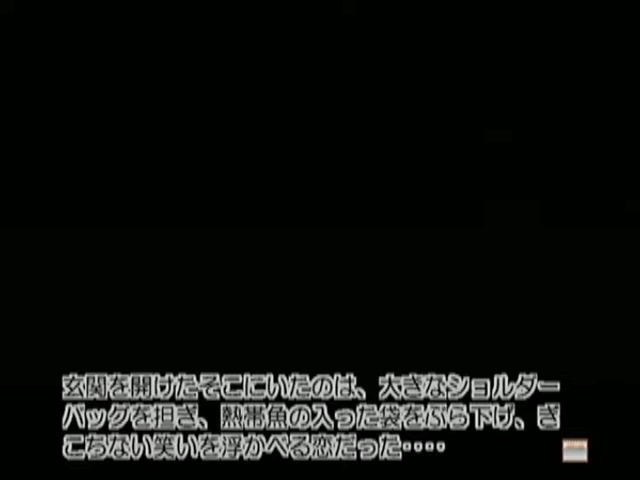 玄関を開けたそこにいたのは、大きなショルダー
バッグを担ぎ、熱帯魚の入った袋をぶら下げ、ぎ
こちない笑いを浮かべる恋だった‥‥